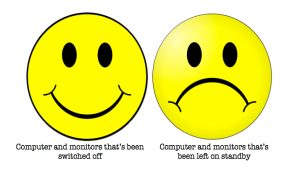 Computer and monitors that's been
switched off
Computer and monitors that's
been left on standby